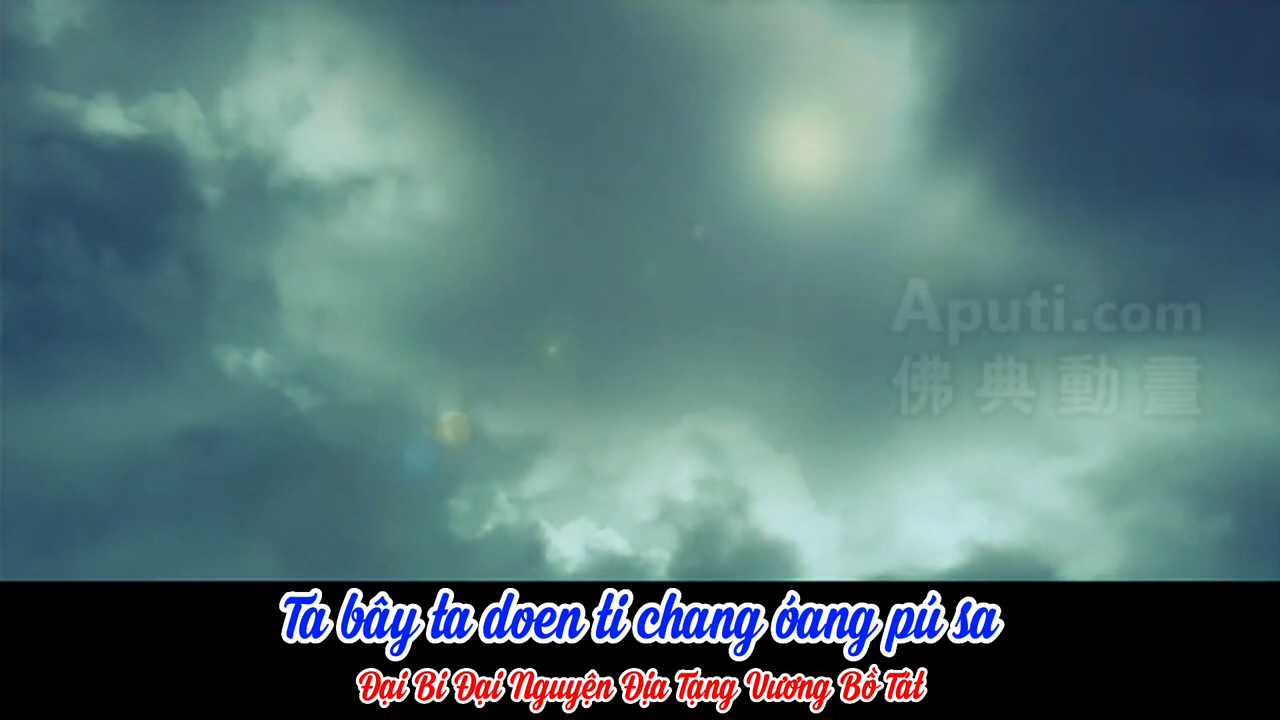 Aputi.com
佛典動畫
Ta bây ta doen ti chang óang pú sa
Đại Bi Đại Nguyện Địa Tạng Vương Bồ Tát